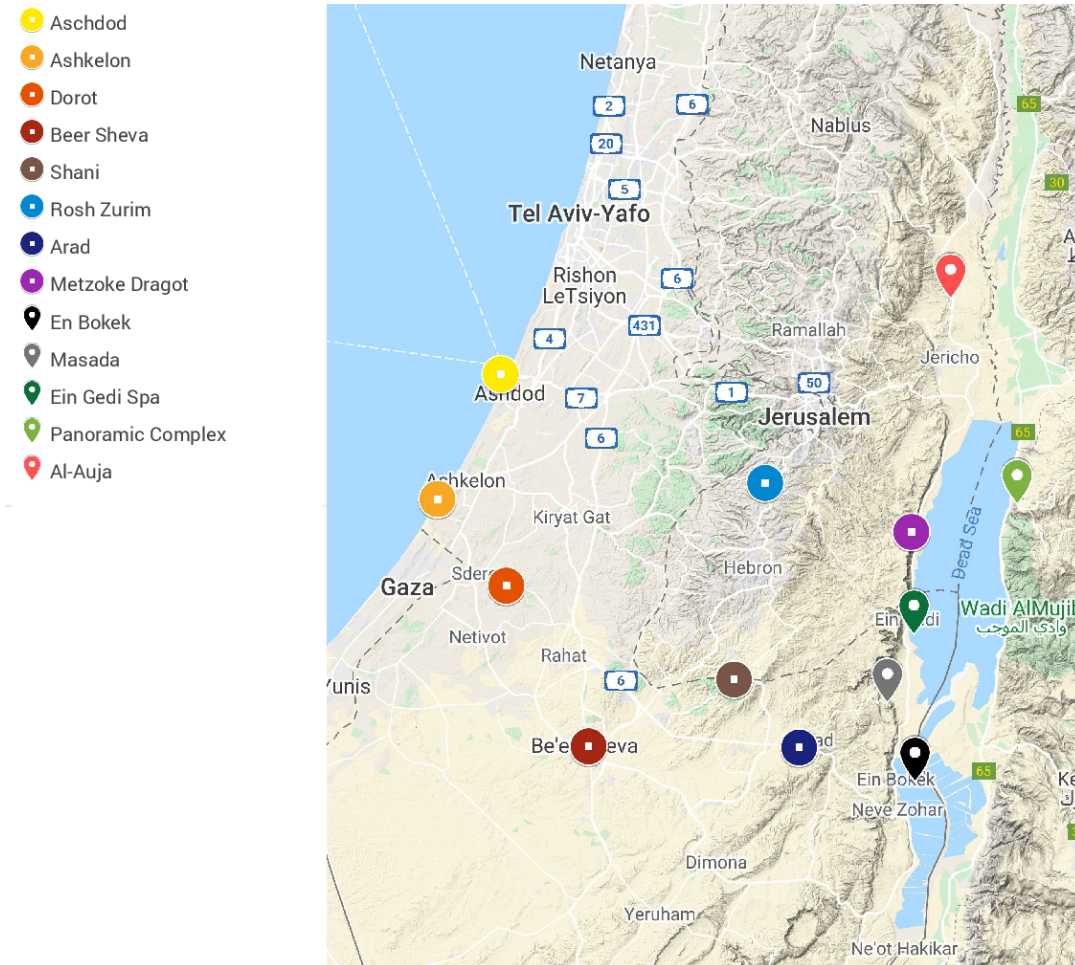 Aschdod
Ashkelon
Dorot
Beer Sheva
Shani
Rosh Zurim
Arad
Metzoke Dragot
En Bokek
Masada
Ein Gedi Spa
Panoramic Complex
Al-Auja
Netanya
2
6
65
Nablus
20
5
30
Tel Aviv-Yafo
Rishon
LeTsiyon
6
431
4
Ramallah
Jericho
50
1
7
Ashdod
Jerusalem
6
65
Ashkelon
Kiryat Gat
Dead Sea
Hebron
Gaza
Wadi AlMujib
وادي الموجب
Netivot
Rahat
6
65
Ein Bokek
Neve Zohar
Dimona
Yeruham
Ne'ot Hakikar